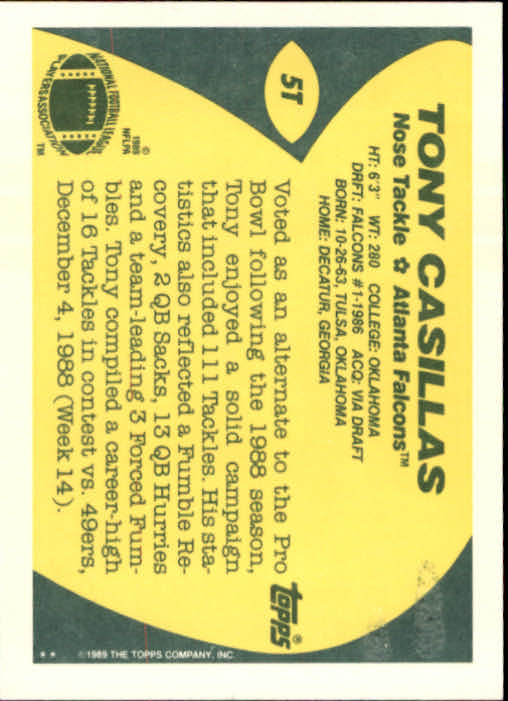 5T
TONY CASILLAS
Nose Tackle ✿ Atlanta Falcons™
HT: 6'3" WT: 280 COLLEGE: OKLAHOMA
DRFT: FALCONS #1-1986 ACQ: VIA DRAFT
BORN: 10-26-63, TULSA, OKLAHOMA
HOME: DECATUR, GEORGIA
Voted as an alternate to the Pro
Bowl following the 1988 season,
Tony enjoyed a solid campaign
that included 111 Tackles. His sta-
tistics also reflected a Fumble Re-
covery, 2 QB Sacks, 13 QB Hurries
and a team-leading 3 Forced Fum-
bles. Tony compiled a career-high
of 16 Tackles in contest vs. 49ers,
December 4, 1988 (Week 14).
NATIONAL FOOTBALL LEAGUE
PLAYERS ASSOCIATION
™
©
1989
NFLPA
topps®
** ©1989 THE TOPPS COMPANY, INC.